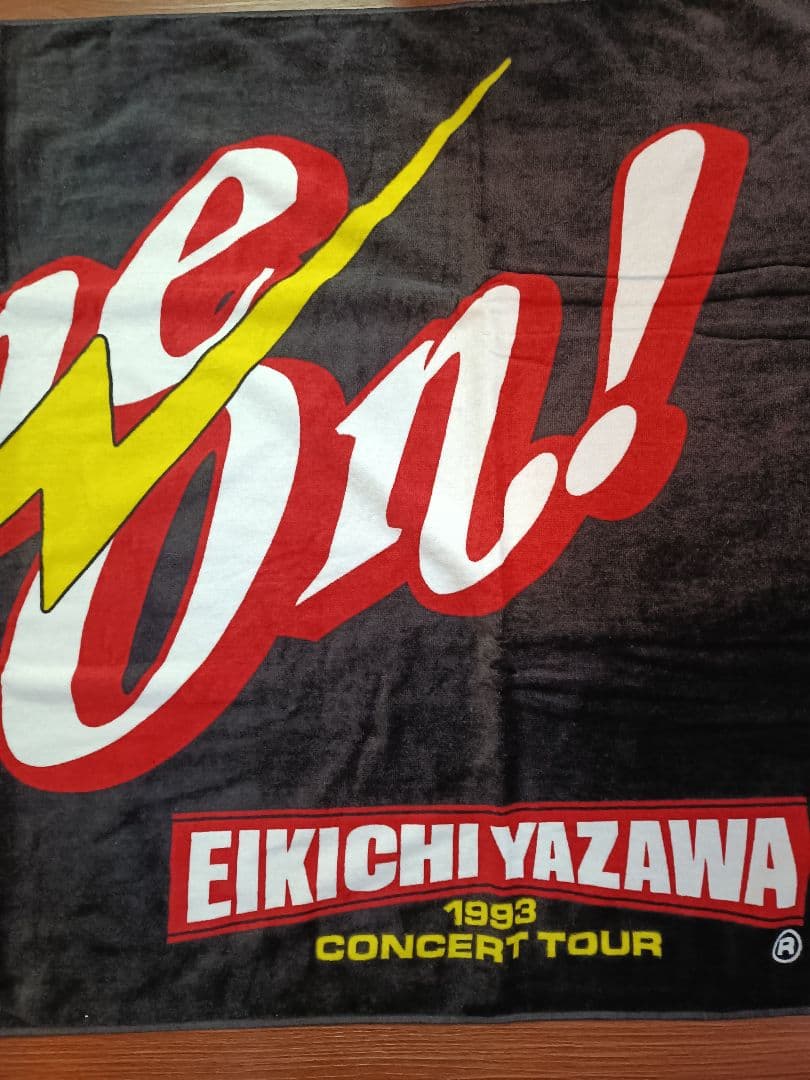 e
On!
EIKICHI YAZAWA
1993
CONCERT TOUR
®